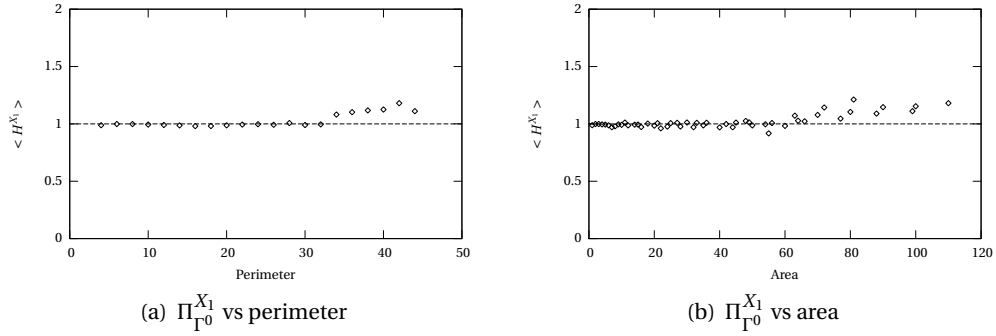 2
1.5
1
0.5
0
< H^{X_1} >
0 10 20 30 40 50
Perimeter
(a) Π_{Γ^0}^{X_1} vs perimeter
2
1.5
1
0.5
0
< H^{X_1} >
0 20 40 60 80 100 120
Area
(b) Π_{Γ^0}^{X_1} vs area